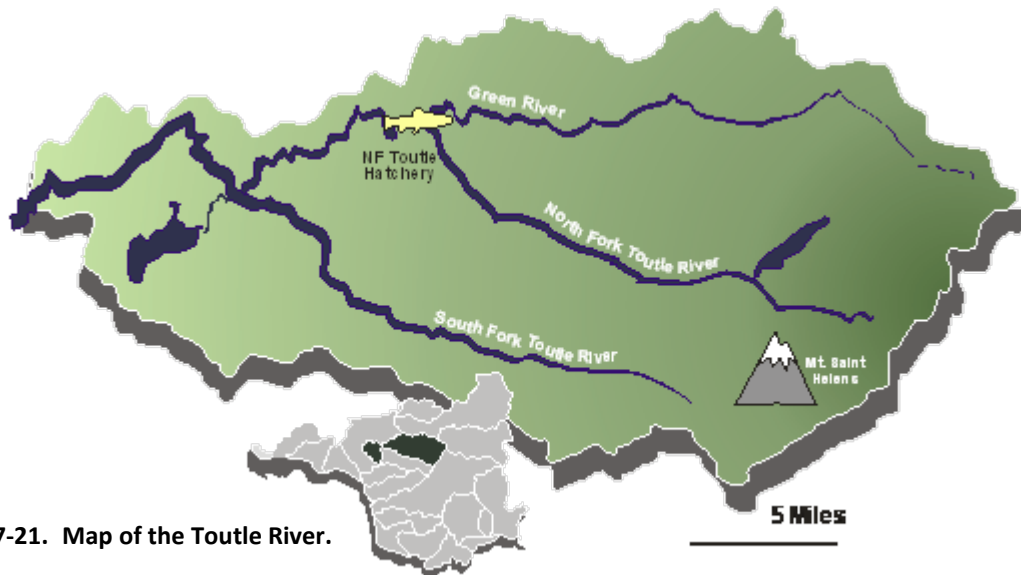 Green River
NF Toutle
Hatchery
North Fork Toutle River
South Fork Toutle River
Mt. Saint
Helens
5 Miles
7-21. Map of the Toutle River.